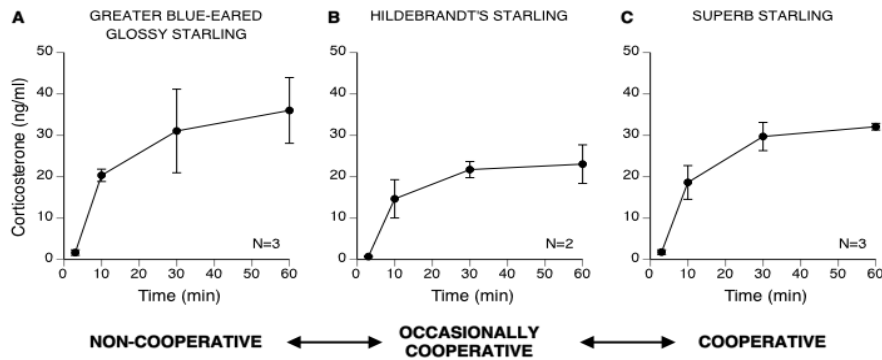 A
GREATER BLUE-EARED
GLOSSY STARLING
B
HILDEBRANDT'S STARLING
C
SUPERB STARLING
Corticosterone (ng/ml)
50
40
30
20
10
0
N=3
0 10 20 30 40 50 60
Time (min)
50
40
30
20
10
0
N=2
0 10 20 30 40 50 60
Time (min)
50
40
30
20
10
0
N=3
0 10 20 30 40 50 60
Time (min)
NON-COOPERATIVE
OCCASIONALLY
COOPERATIVE
COOPERATIVE